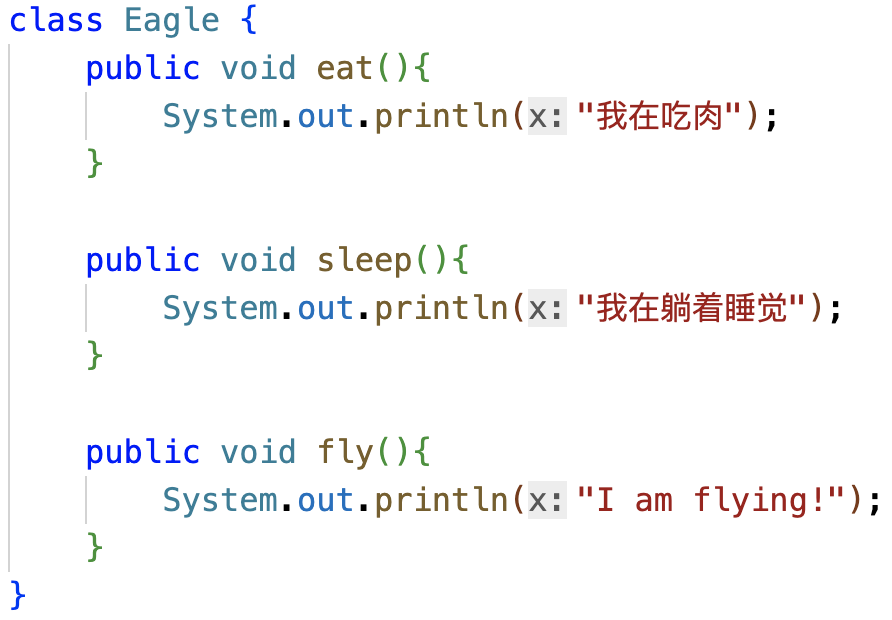 class Eagle {
public void eat(){
System.out.println(x:"我在吃肉");
}
public void sleep(){
System.out.println(x:"我在躺着睡觉");
}
public void fly(){
System.out.println(x:"I am flying!");
}
}